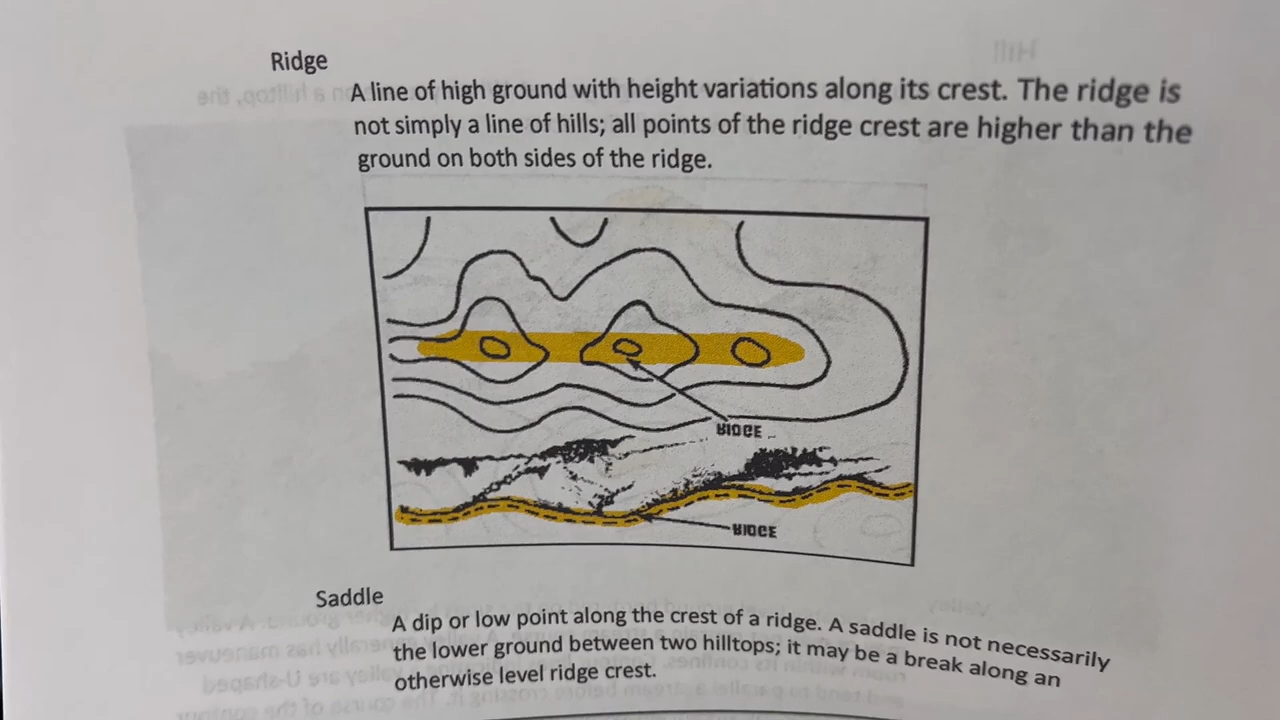 Ridge
A line of high ground with height variations along its crest. The ridge is
not simply a line of hills; all points of the ridge crest are higher than the
ground on both sides of the ridge.
RIDGE
RIDGE
Saddle
A dip or low point along the crest of a ridge. A saddle is not necessarily
the lower ground between two hilltops; it may be a break along an
otherwise level ridge crest.